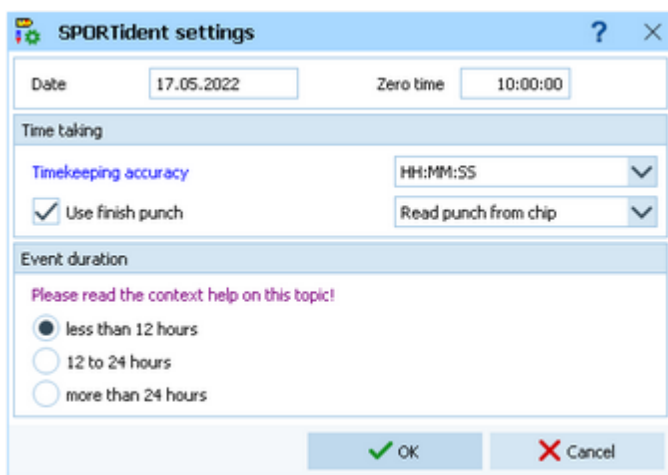 SPORTident settings ?
Date 17.05.2022 Zero time 10:00:00
Time taking
Timekeeping accuracy HH:MM:SS
Use finish punch Read punch from chip
Event duration
Please read the context help on this topic!
less than 12 hours
12 to 24 hours
more than 24 hours
OK Cancel